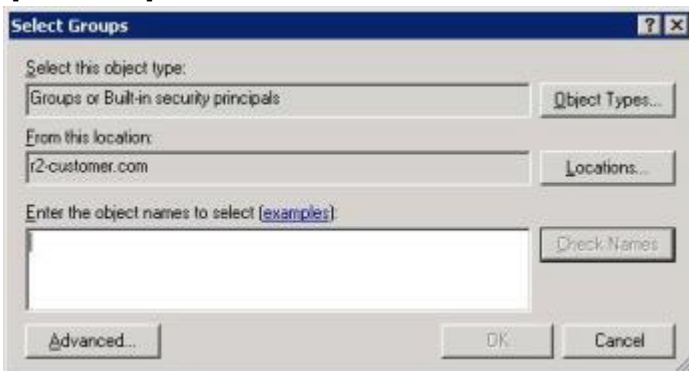 Select Groups
Select this object type:
Groups or Built-in security principals
Object Types...
From this location:
r2-customer.com
Locations...
Enter the object names to select (examples):
Check Names
Advanced...
OK
Cancel